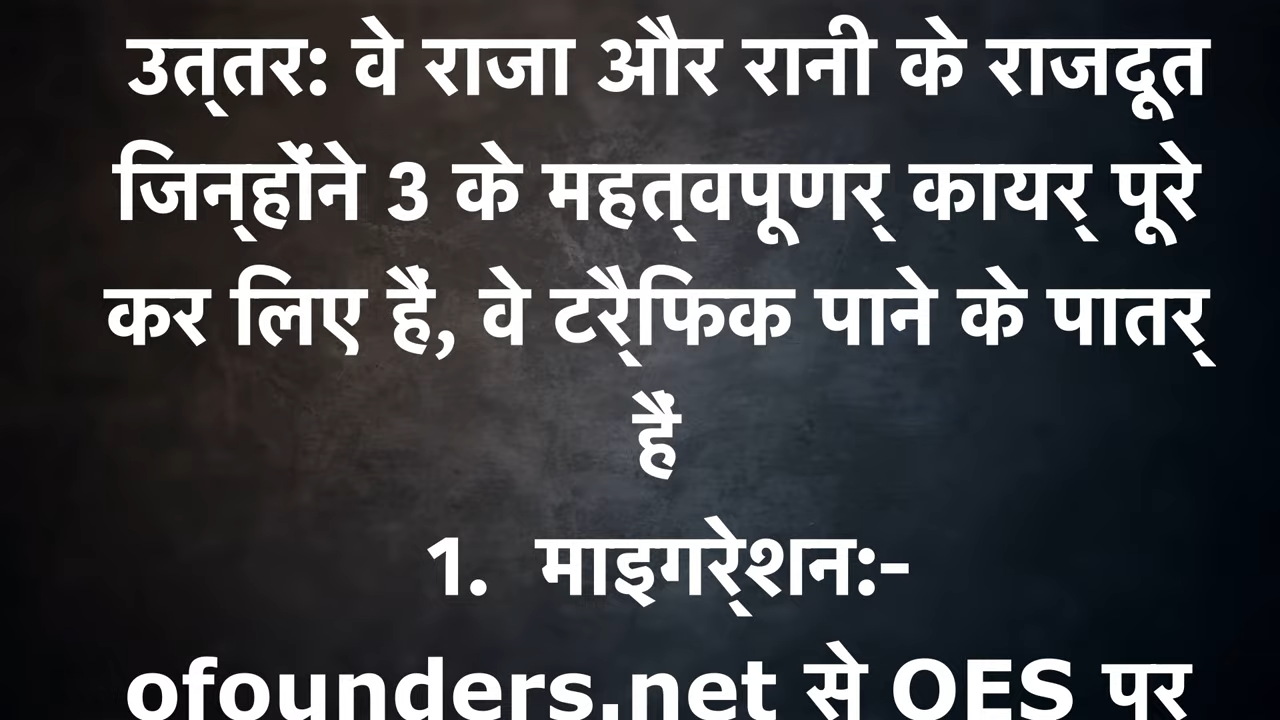 उत्तर: वे राजा और रानी के राजदूत
जिन्होंने 3 के महत्वपूणर् कायर् पूरे
कर लिए हैं, वे टर्ैफिक पाने के पातर्
हैं
1. माइगर्ेशन:-
ofounders.net से OES पर